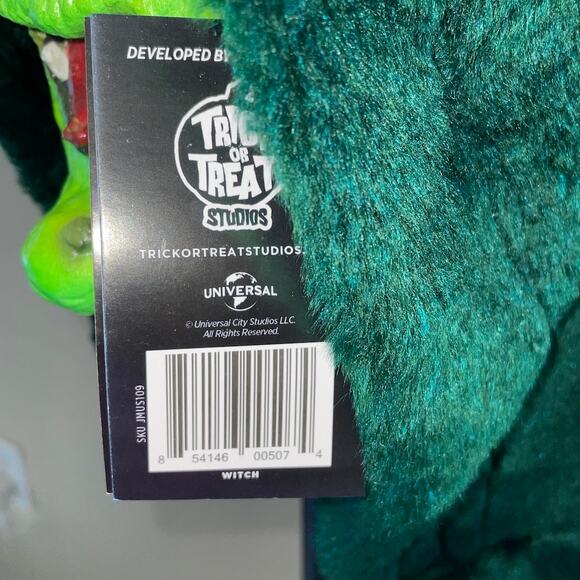 DEVELOPED BY
TRICK
OR
TREAT
STUDIOS
TRICKORTREATSTUDIOS.
UNIVERSAL
© Universal City Studios LLC.
All Rights Reserved.
SKU JMUS109
8 54146 00507 4
WITCH